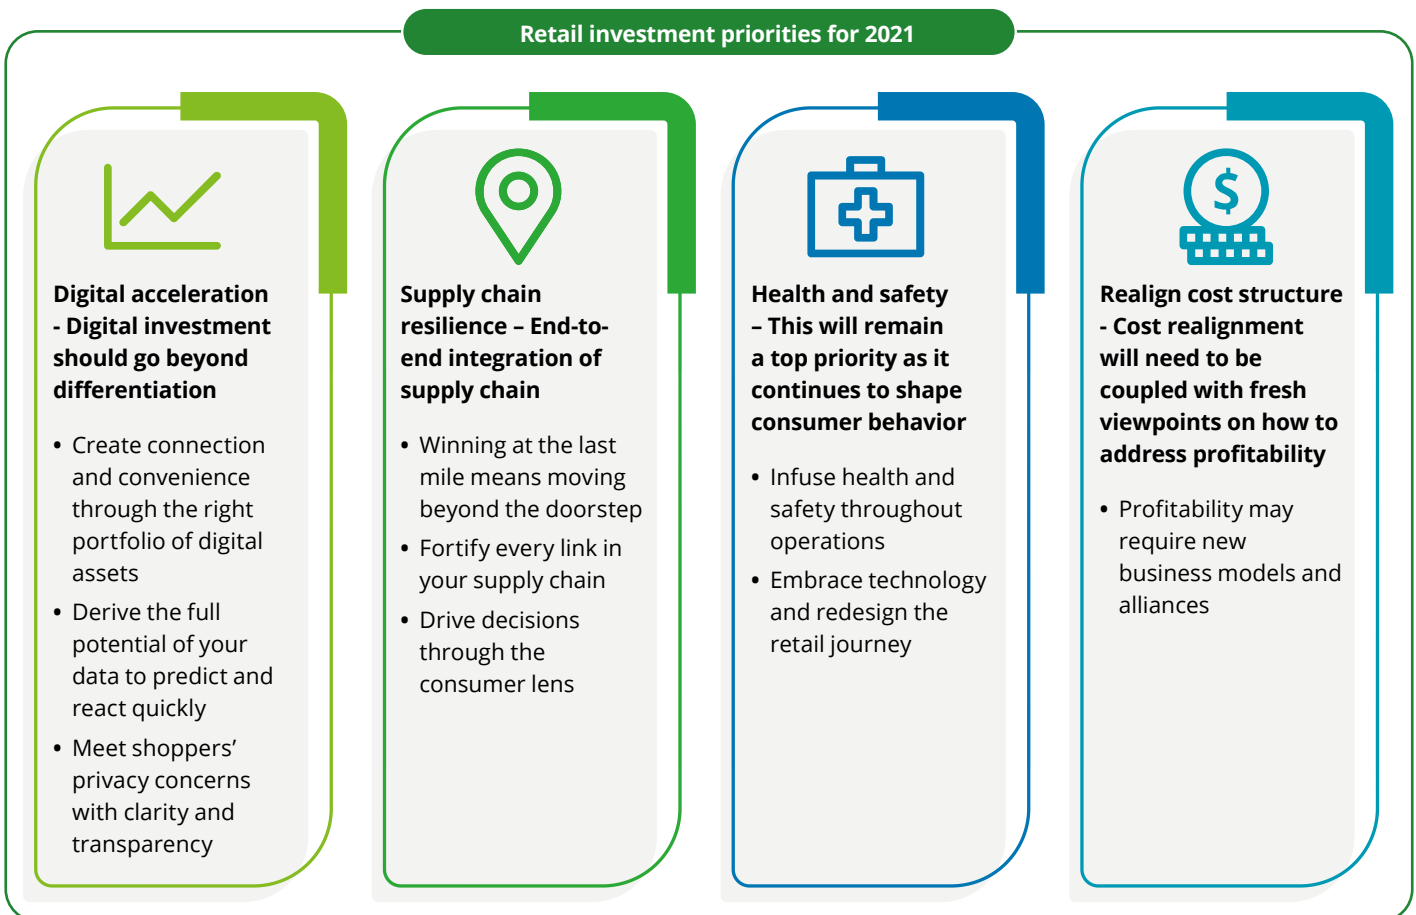 Retail investment priorities for 2021
Digital acceleration
- Digital investment
should go beyond
differentiation
• Create connection
and convenience
through the right
portfolio of digital
assets
• Derive the full
potential of your
data to predict and
react quickly
• Meet shoppers’
privacy concerns
with clarity and
transparency
Supply chain
resilience – End-to-
end integration of
supply chain
• Winning at the last
mile means moving
beyond the doorstep
• Fortify every link in
your supply chain
• Drive decisions
through the
consumer lens
Health and safety
– This will remain
a top priority as it
continues to shape
consumer behavior
• Infuse health and
safety throughout
operations
• Embrace technology
and redesign the
retail journey
$
Realign cost structure
- Cost realignment
will need to be
coupled with fresh
viewpoints on how to
address profitability
• Profitability may
require new
business models and
alliances